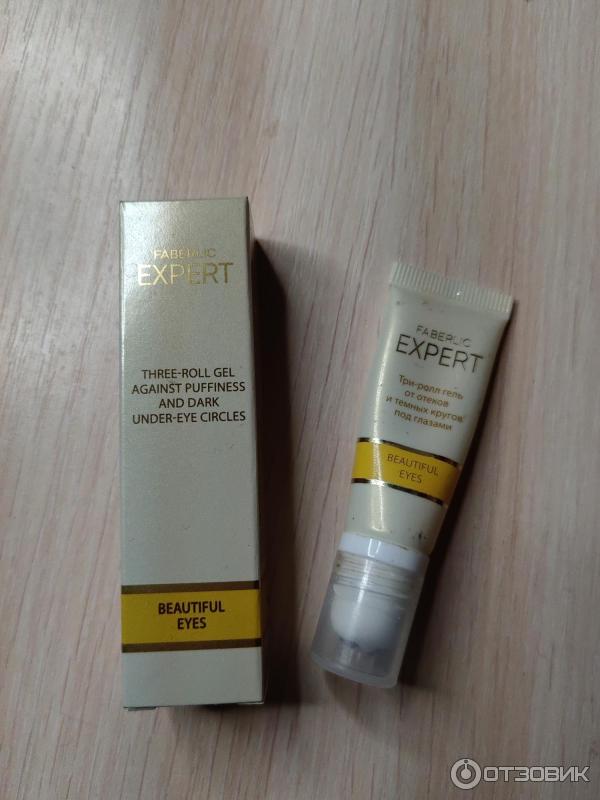 FABERLIC
EXPERT
THREE-ROLL GEL
AGAINST PUFFINESS
AND DARK
UNDER-EYE CIRCLES
BEAUTIFUL
EYES
FABERLIC
EXPERT
Три-ролл гель
от отеков
и темных кругов
под глазами
BEAUTIFUL
EYES
ОТЗОВИК